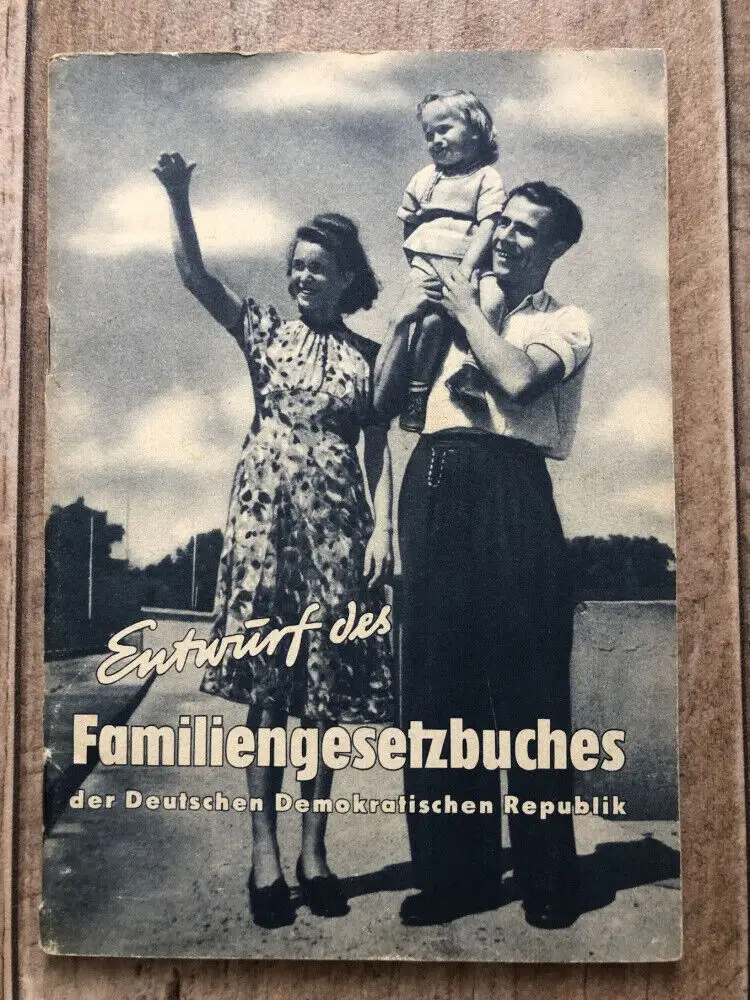 Entwurf des
Familiengesetzbuches
der Deutschen Demokratischen Republik